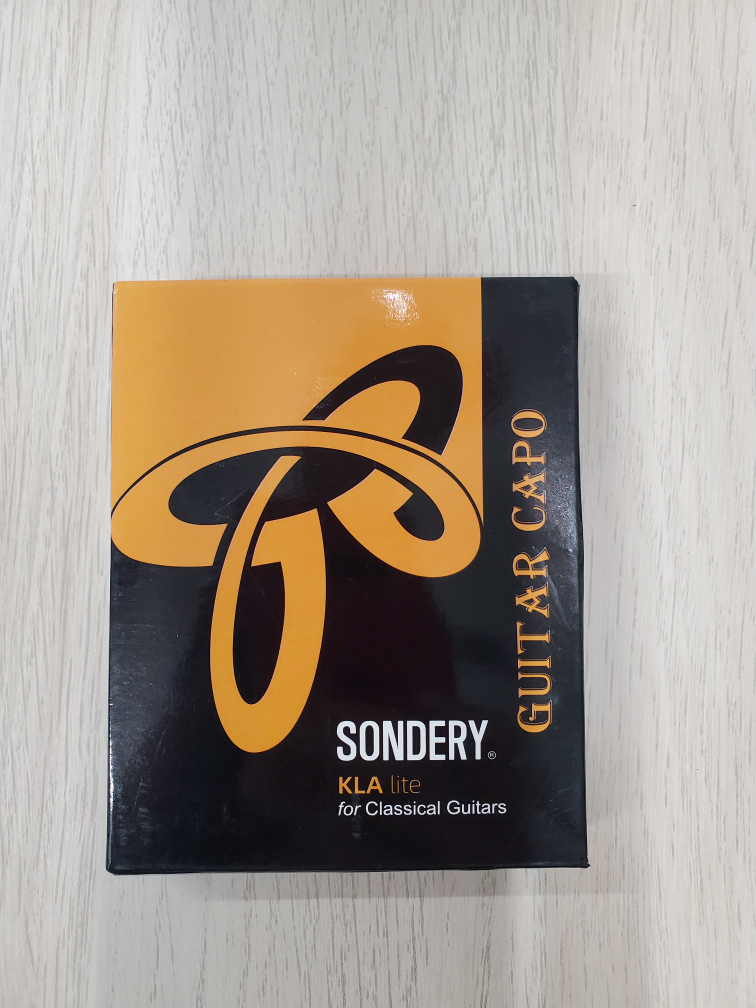 GUITAR CAPO
SONDERY®
KLA lite
for Classical Guitars